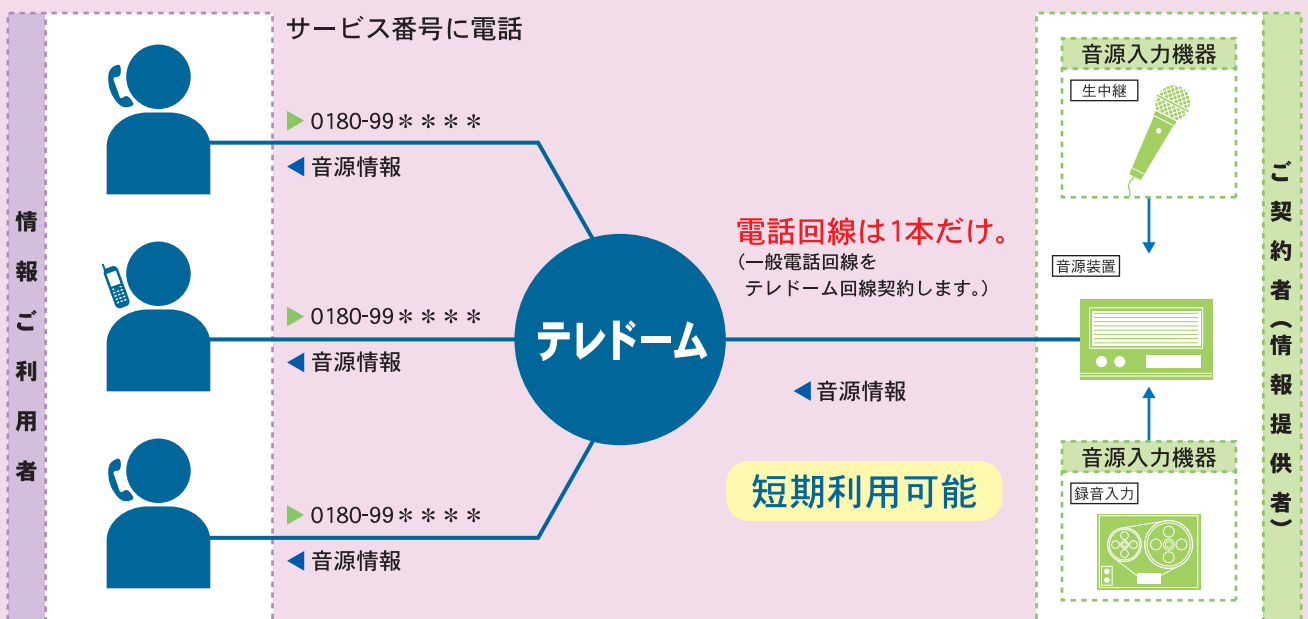 サービス番号に電話
情報ご利用者
0180-99＊＊＊＊
音源情報
0180-99＊＊＊＊
音源情報
0180-99＊＊＊＊
音源情報
テレドーム
電話回線は1本だけ。
（一般電話回線を
テレドーム回線契約します。）
音源情報
短期利用可能
音源入力機器
生中継
音源装置
音源入力機器
録音入力
ご契約者（情報提供者）